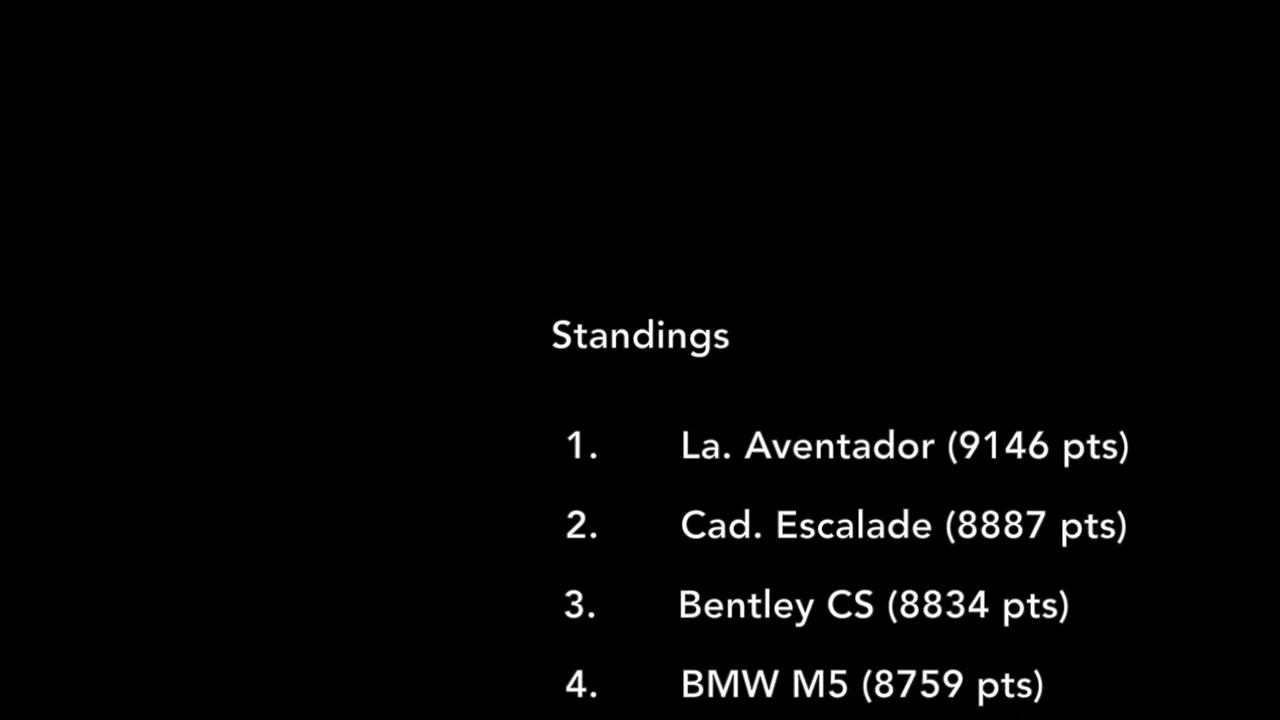 Standings
1. La. Aventador (9146 pts)
2. Cad. Escalade (8887 pts)
3. Bentley CS (8834 pts)
4. BMW M5 (8759 pts)